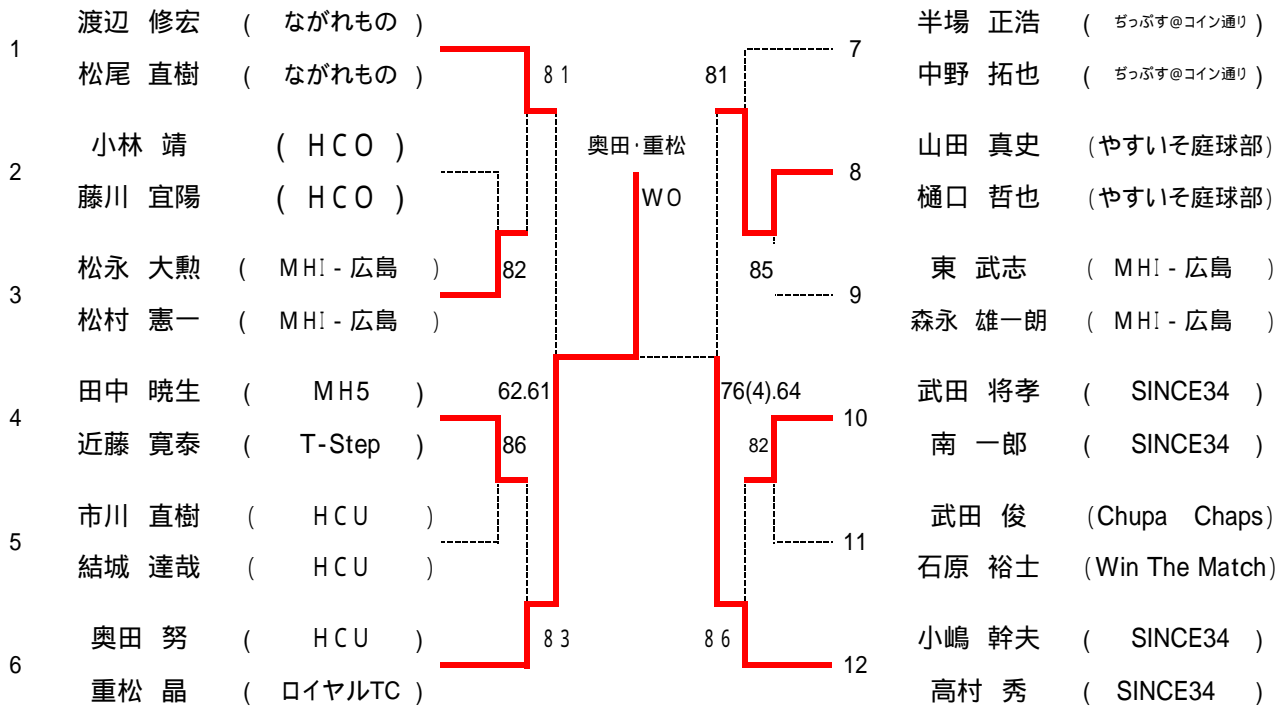 1
渡辺 修宏 ( ながれもの )
松尾 直樹 ( ながれもの )
2
小林 靖 ( HCO )
藤川 宜陽 ( HCO )
3
松永 大勲 ( MHI - 広島 )
松村 憲一 ( MHI - 広島 )
4
田中 暁生 ( MH5 )
近藤 寛泰 ( T-Step )
5
市川 直樹 ( HCU )
結城 達哉 ( HCU )
6
奥田 努 ( HCU )
重松 晶 ( ロイヤルTC )
81
82
62.61
86
83
奥田・重松
WO
81
85
76(4).64
82
86
7
半場 正浩 ( ぢっぷす@コイン通り )
中野 拓也 ( ぢっぷす@コイン通り )
8
山田 真史 (やすいそ庭球部)
樋口 哲也 (やすいそ庭球部)
9
東 武志 ( MHI - 広島 )
森永 雄一朗 ( MHI - 広島 )
10
武田 将孝 ( SINCE34 )
南 一郎 ( SINCE34 )
11
武田 俊 (Chupa Chaps)
石原 裕士 (Win The Match)
12
小嶋 幹夫 ( SINCE34 )
高村 秀 ( SINCE34 )